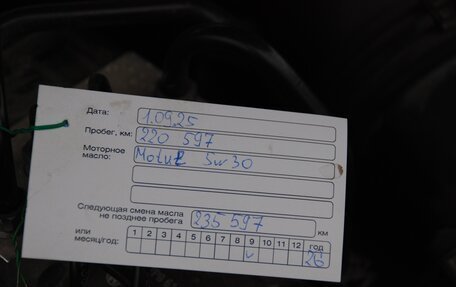 Дата: 1.09.25
Пробег, км: 220 597
Моторное масло: Motul 5w30
Следующая смена масла
не позднее пробега 235 597 км
или 1 2 3 4 5 6 7 8 9 10 11 12 год
месяц/год: v 26